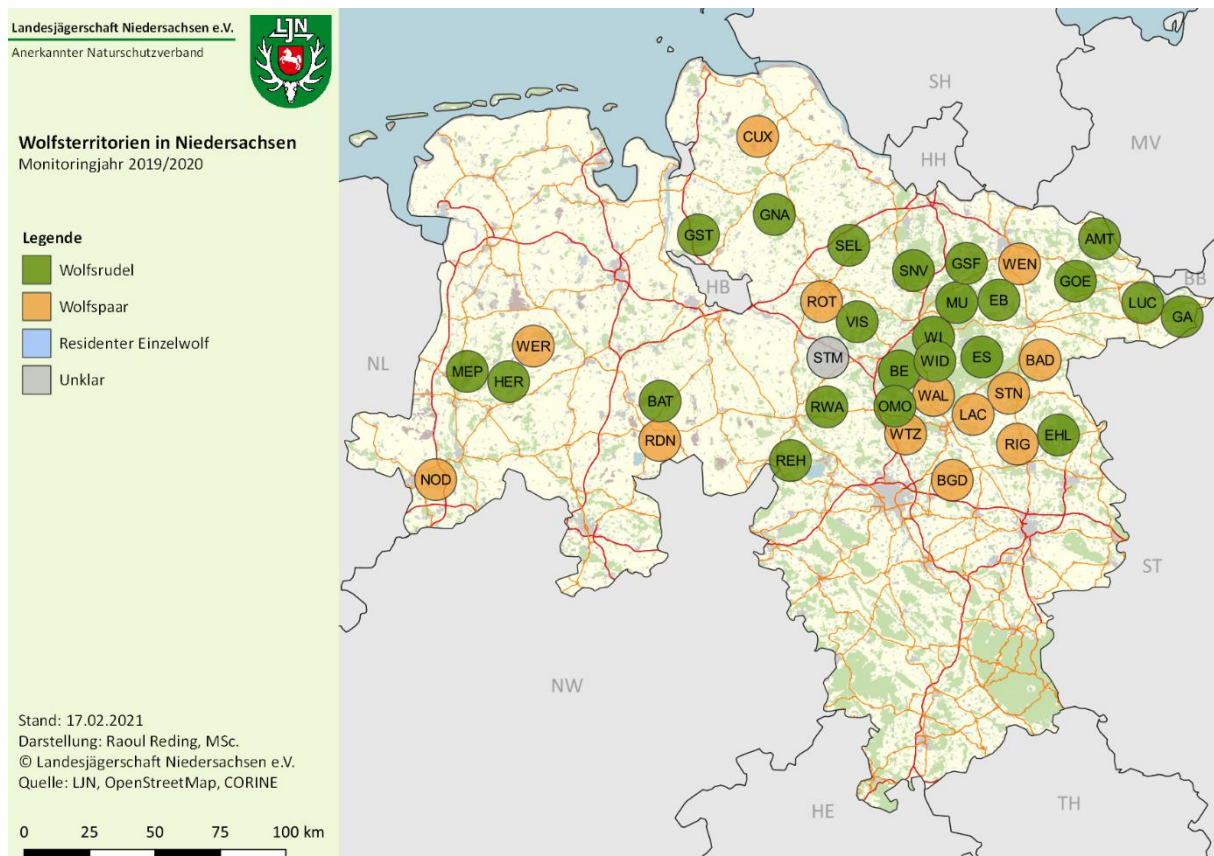 Landesjägerschaft Niedersachsen e.V.
Anerkannter Naturschutzverband
LJN
Wolfsterritorien in Niedersachsen
Monitoringjahr 2019/2020
Legende
Wolfsrudel
Wolfspaar
Residenter Einzelwolf
Unklar
Stand: 17.02.2021
Darstellung: Raoul Reding, MSc.
© Landesjägerschaft Niedersachsen e.V.
Quelle: LJN, OpenStreetMap, CORINE
0 25 50 75 100 km
SH
MV
HH
CUX
GNA
GST
SEL
AMT
SNV
GSF
WEN
GOE
BB
HB
ROT
MU
EB
LUC
GA
VIS
WI
WER
STM
WID
ES
BAD
NL
MEP
HER
BE
BAT
RWA
OMO
WAL
STN
LAC
RDN
WTZ
RIG
EHL
REH
NOD
BGD
ST
NW
HE
TH